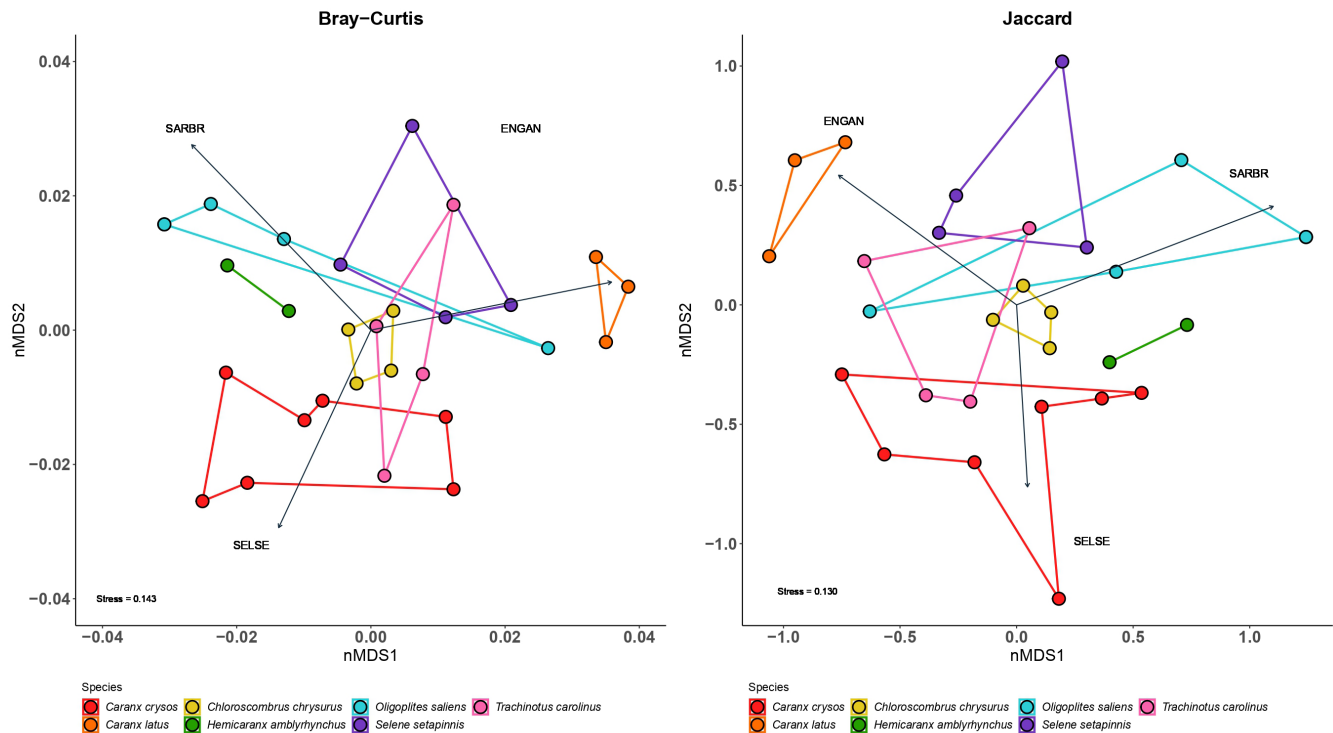 Bray−Curtis
0.04
0.02
0.00
−0.02
−0.04
nMDS2
SARBR
ENGAN
SELSE
Stress = 0.143
−0.04 −0.02 0.00 0.02 0.04
nMDS1
Species
Caranx crysos Chloroscombrus chrysurus Oligoplites saliens Trachinotus carolinus
Caranx latus Hemicaranx amblyrhynchus Selene setapinnis
Jaccard
1.0
0.5
0.0
−0.5
−1.0
nMDS2
ENGAN
SARBR
SELSE
Stress = 0.130
−1.0 −0.5 0.0 0.5 1.0
nMDS1
Species
Caranx crysos Chloroscombrus chrysurus Oligoplites saliens Trachinotus carolinus
Caranx latus Hemicaranx amblyrhynchus Selene setapinnis